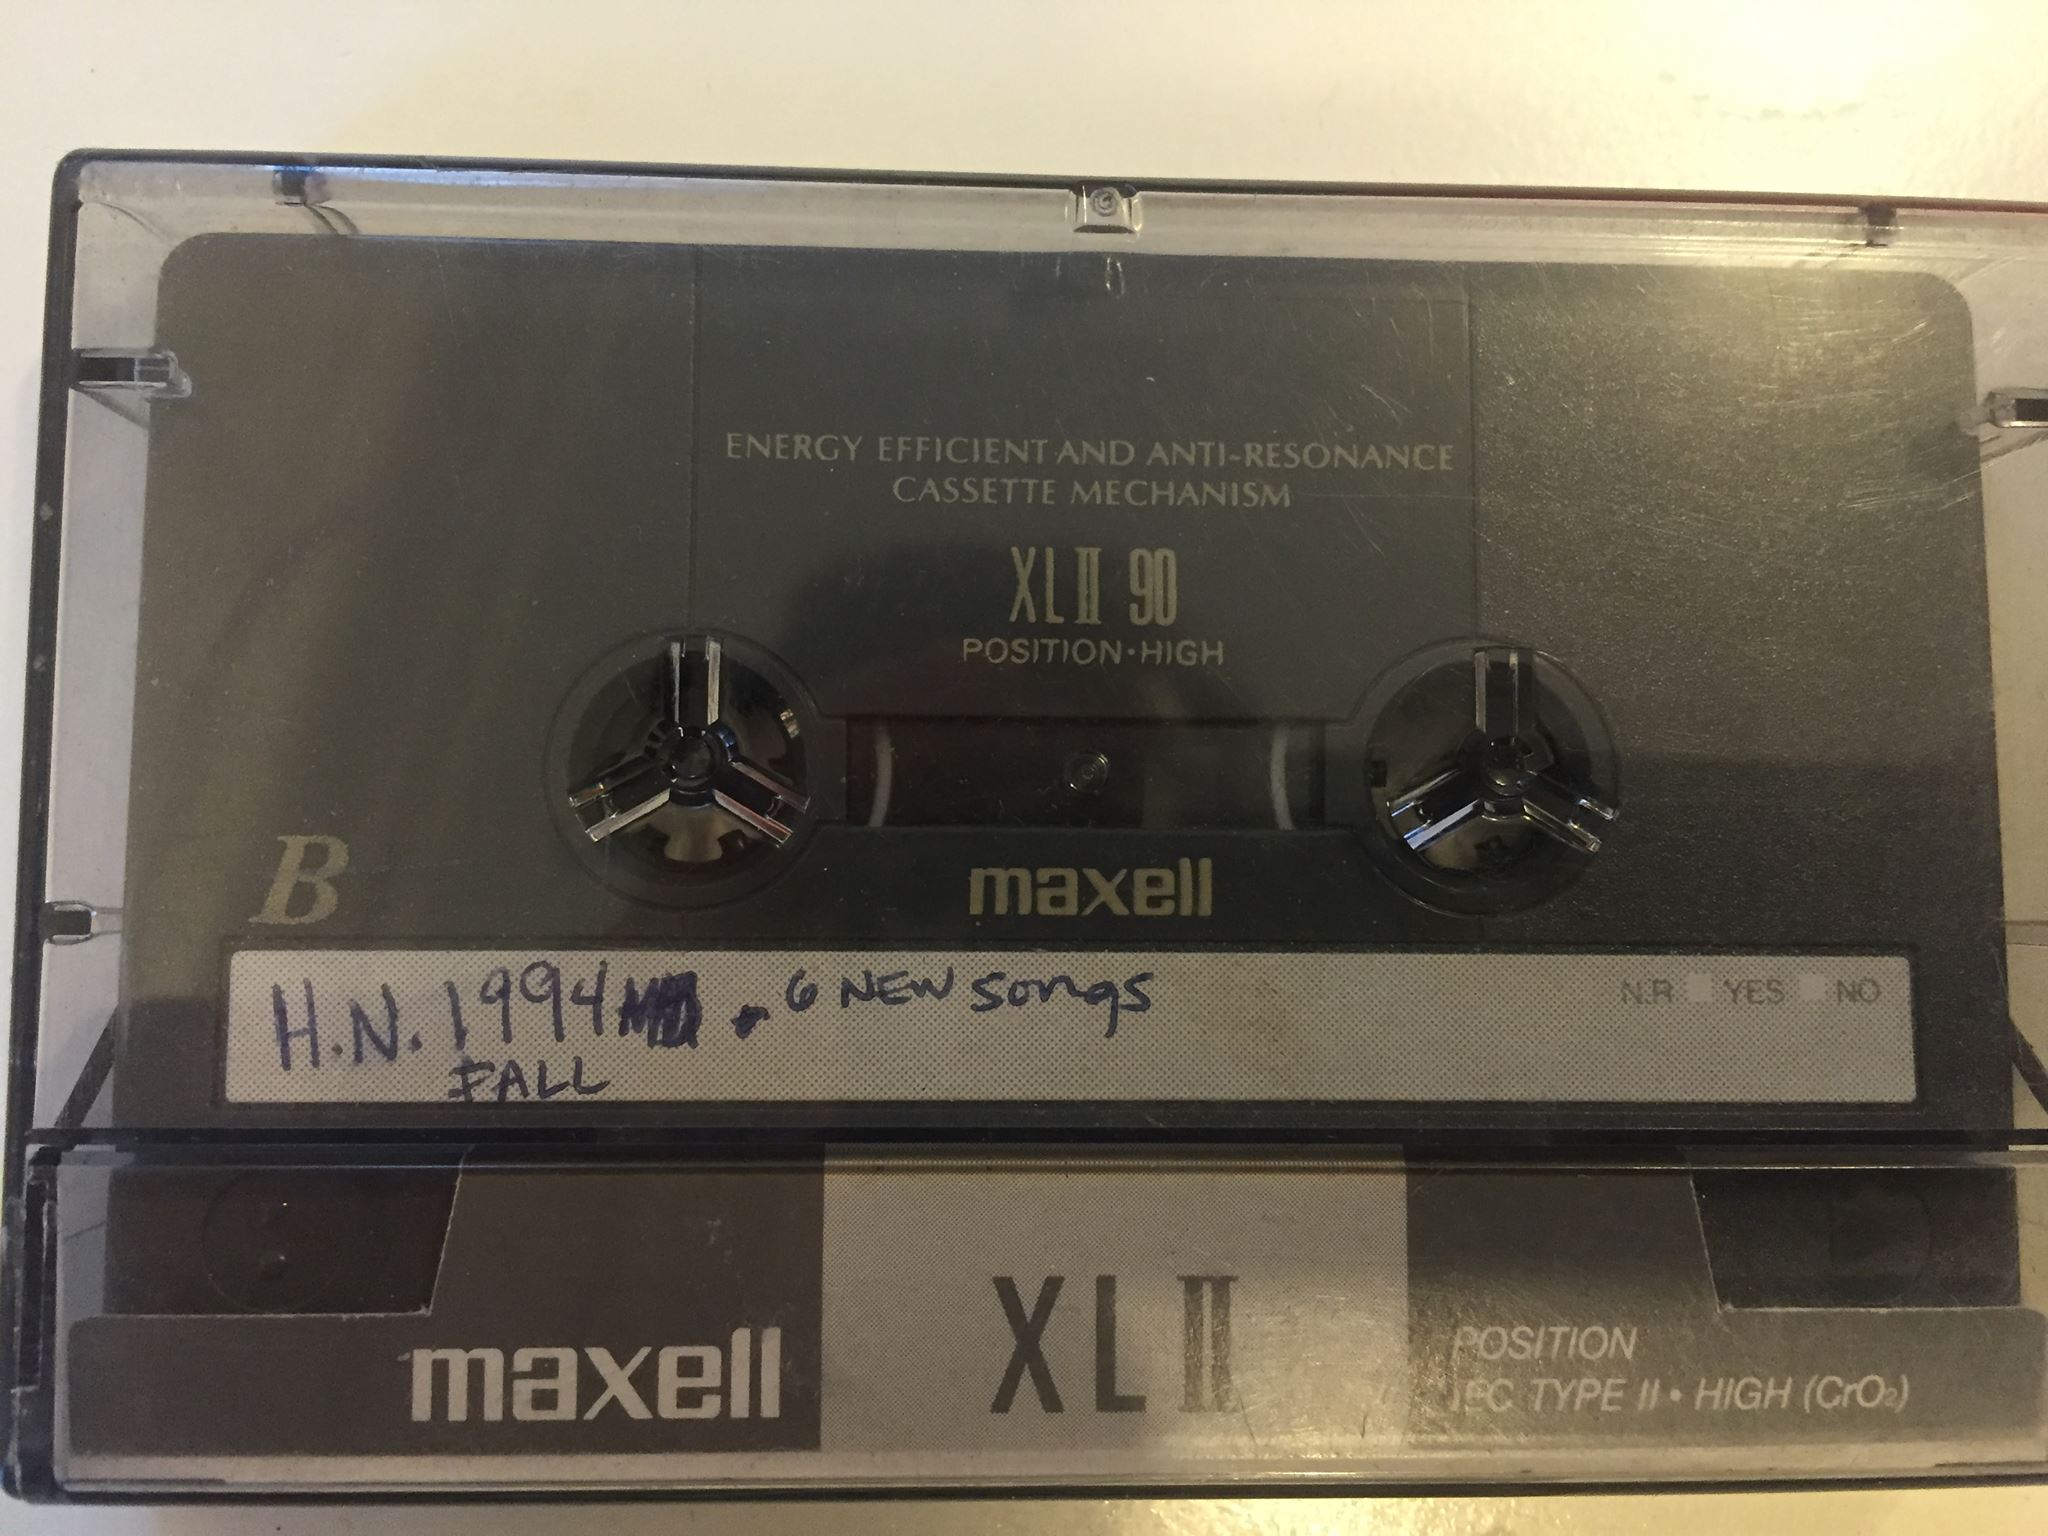 ENERGY EFFICIENT AND ANTI-RESONANCE
CASSETTE MECHANISM
XL II 90
POSITION·HIGH
B
maxell
H.N. 1994 - 6 NEW songs
N.R YES NO
FALL
maxell
XL II
POSITION
IEC TYPE II • HIGH (CrO2)